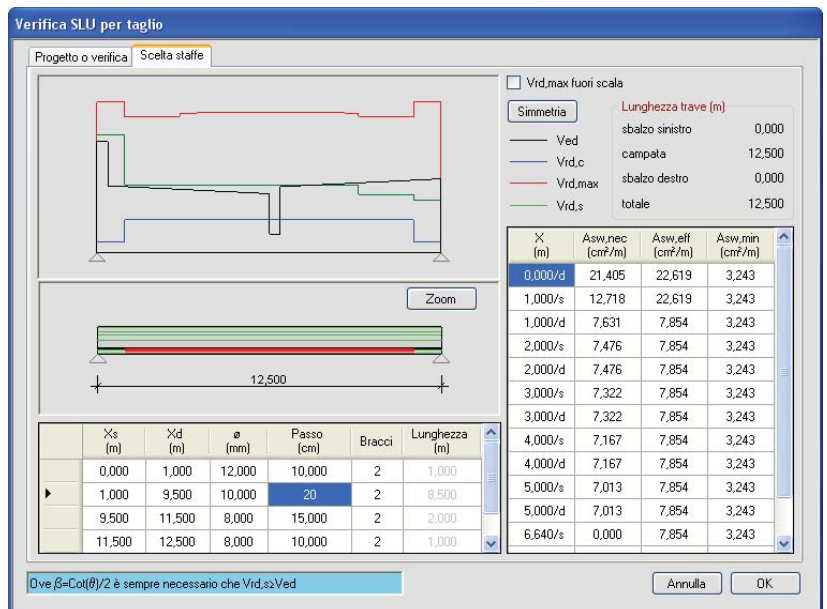 Verifica SLU per taglio
Progetto o verifica Scelta staffe
Vrd,max fuori scala
Simmetria
Ved
Vrd,c
Vrd,max
Vrd,s
Lunghezza trave (m)
sbalzo sinistro 0,000
campata 12,500
sbalzo destro 0,000
totale 12,500
Zoom
12,500
X (m) Asw,nec (cm²/m) Asw,eff (cm²/m) Asw,min (cm²/m)
0,000/d 21,405 22,619 3,243
1,000/s 12,718 22,619 3,243
1,000/d 7,631 7,854 3,243
2,000/s 7,476 7,854 3,243
2,000/d 7,476 7,854 3,243
3,000/s 7,322 7,854 3,243
3,000/d 7,322 7,854 3,243
4,000/s 7,167 7,854 3,243
4,000/d 7,167 7,854 3,243
5,000/s 7,013 7,854 3,243
5,000/d 7,013 7,854 3,243
6,640/s 0,000 7,854 3,243
Xs (m) Xd (m) ø (mm) Passo (cm) Bracci Lunghezza (m)
0,000 1,000 12,000 10,000 2 1,000
1,000 9,500 10,000 20 2 8,500
9,500 11,500 8,000 15,000 2 2,000
11,500 12,500 8,000 10,000 2 1,000
Ove β=Cot(θ)/2 è sempre necessario che Vrd,s≥Ved
Annulla OK